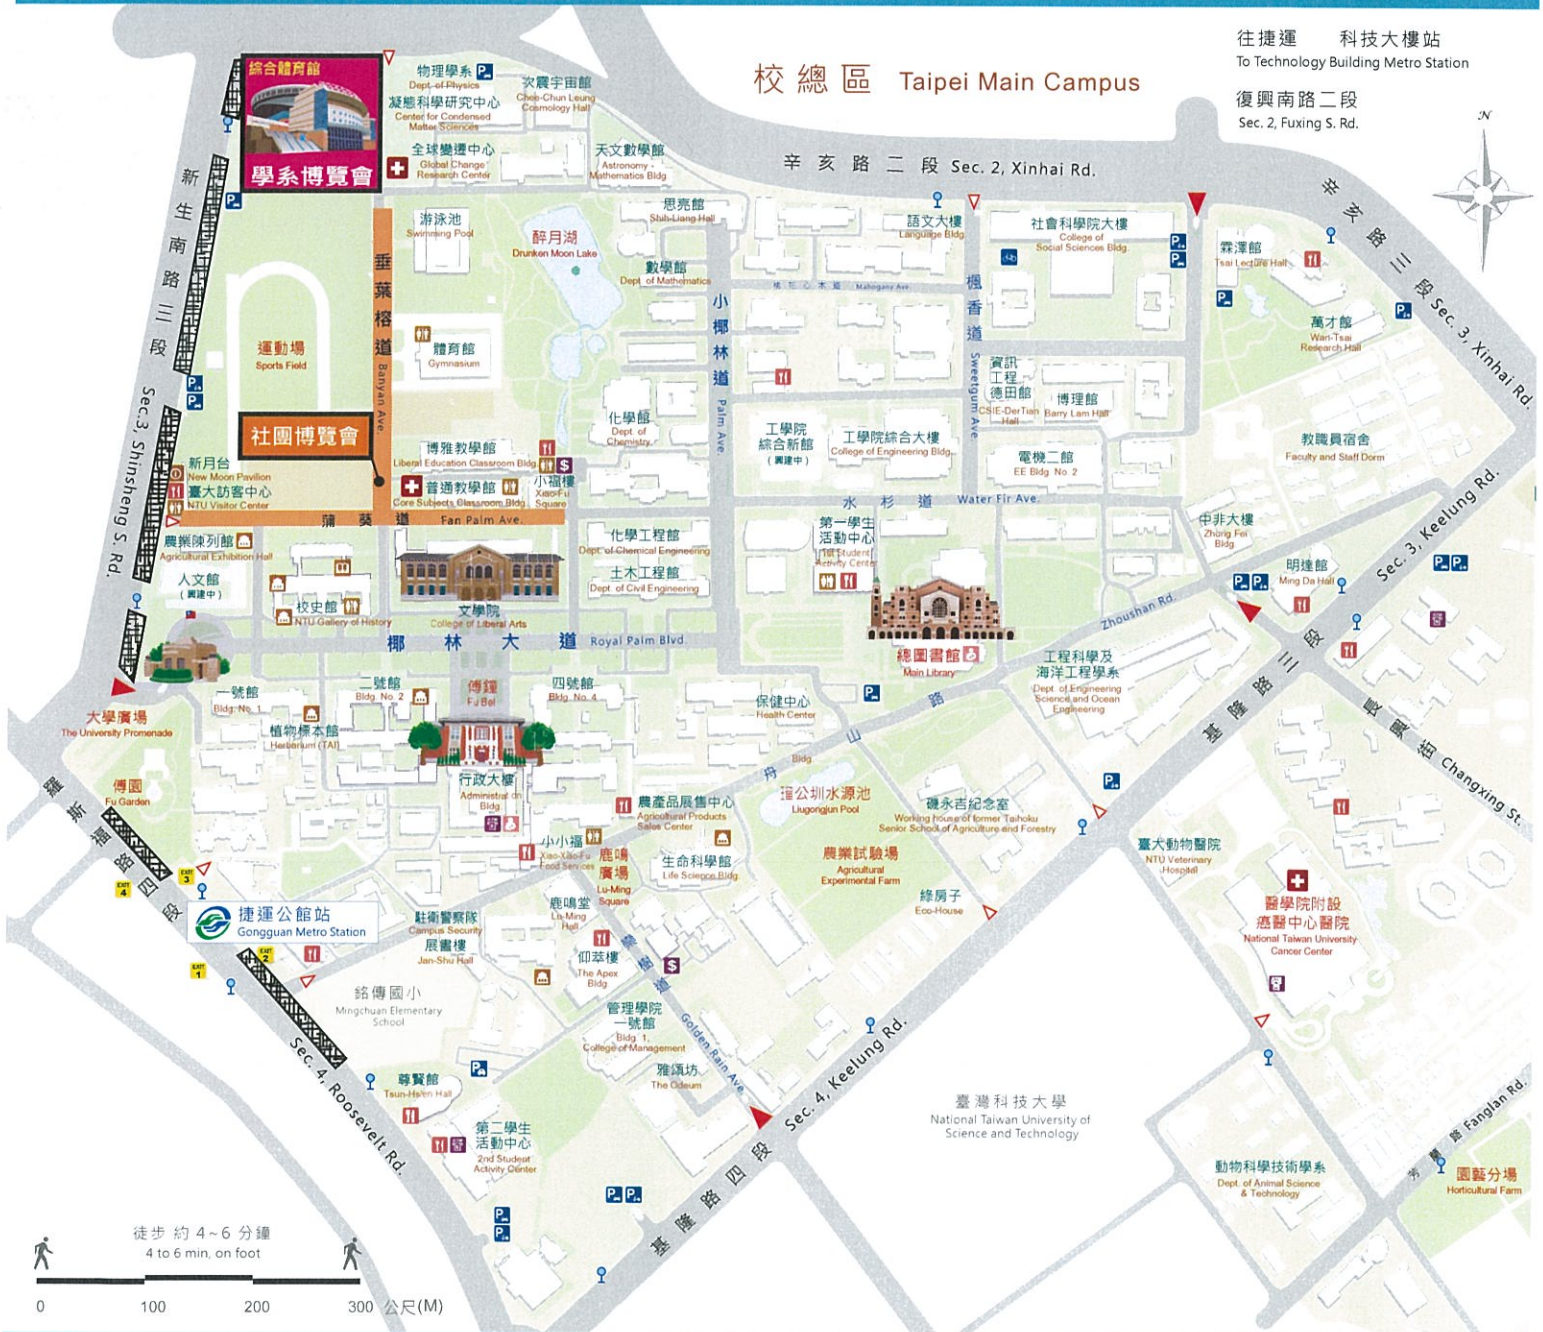 往捷運 科技大樓站
To Technology Building Metro Station
復興南路二段
Sec. 2, Fuxing S. Rd.
校總區 Taipei Main Campus
N
綜合體育館
學系博覽會
物理學系
Dept. of Physics
凝態科學研究中心
Center for Condensed
Matter Sciences
次震宇宙館
Chee-Chun Leung
Cosmology Hall
全球變遷中心
Global Change
Research Center
天文數學館
Astronomy -
Mathematics Bldg
辛亥路二段 Sec. 2, Xinhai Rd.
辛亥路三段 Sec. 3, Xinhai Rd.
新生南路三段 Sec.3, Shinsheng S. Rd.
游泳池
Swimming Pool
醉月湖
Drunken Moon Lake
思亮館
Shih-Liang Hall
數學館
Dept. of Mathematics
語文大樓
Language Bldg
社會科學院大樓
College of
Social Sciences Bldg.
霖澤館
Tsai Lecture Hall
萬才館
Wan-Tsai
Research Hall
垂葉榕道
Banyan Ave.
小椰林道
Palm Ave.
Mahogany Ave.
楓香道
Sweetgum Ave.
運動場
Sports Field
體育館
Gymnasium
資訊
工程
德田館
CSIE-DerTian
Hall
博理館
Barry Lam Hall
化學館
Dept. of
Chemistry
社團博覽會
博雅教學館
Liberal Education Classroom Bldg
工學院
綜合新館
(興建中)
工學院綜合大樓
College of Engineering Bldg.
電機二館
EE Bldg. No. 2
教職員宿舍
Faculty and Staff Dorm
新月台
New Moon Pavilion
臺大訪客中心
NTU Visitor Center
普通教學館
Core Subjects Classroom Bldg
小福樓
Xiao-Fu
Square
水杉道 Water Fir Ave.
蒲葵道 Fan Palm Ave.
農業陳列館
Agricultural Exhibition Hall
人文館
(興建中)
化學工程館
Dept. of Chemical Engineering
土木工程館
Dept. of Civil Engineering
第一學生
活動中心
1st Student
Activity Center
中非大樓
Zhong Fei
Bldg
明達館
Ming Da Hall
Sec. 3, Keelung Rd.
校史館
NTU Gallery of History
文學院
College of Liberal Arts
椰林大道 Royal Palm Blvd.
Zhoushan Rd.
舟山路
總圖書館
Main Library
工程科學及
海洋工程學系
Dept. of Engineering
Science and Ocean
Engineering
基隆路三段
長興街 Changxing St.
大學廣場
The University Promenade
一號館
Bldg. No. 1
二號館
Bldg. No. 2
傅鐘
Fu Bell
四號館
Bldg. No. 4
保健中心
Health Center
植物標本館
Herbarium (TAI)
Bldg.
行政大樓
Administration
Bldg.
傅園
Fu Garden
農產品展售中心
Agricultural Products
Sales Center
瑠公圳水源池
Liugongjun Pool
磯永吉紀念室
Working house of former Taihoku
Senior School of Agriculture and Forestry
小小福
Xiao-Xiao-Fu
Food Services
鹿鳴
廣場
Lu-Ming
Square
生命科學館
Life Science Bldg
農業試驗場
Agricultural
Experimental Farm
臺大動物醫院
NTU Veterinary
Hospital
綠房子
Eco-House
醫學院附設
癌醫中心醫院
National Taiwan University
Cancer Center
羅斯福路四段
EXIT
4
EXIT
3
捷運公館站
Gongguan Metro Station
EXIT
2
EXIT
1
駐衛警察隊
Campus Security
展書樓
Jan-Shu Hall
鹿鳴堂
Lu-Ming
Hall
仰萃樓
The Apex
Bldg
銘傳國小
Mingchuan Elementary
School
管理學院
一號館
Bldg. 1,
College of Management
Golden Rain Ave.
雅頌坊
The Odeum
Sec. 4, Roosevelt Rd.
尊賢館
Tsun-Hsien Hall
第二學生
活動中心
2nd Student
Activity Center
Sec. 4, Keelung Rd.
基隆路四段
臺灣科技大學
National Taiwan University of
Science and Technology
動物科學技術學系
Dept. of Animal Science
& Technology
芳蘭路 Fanglan Rd.
園藝分場
Horticultural Farm
徒步 約 4~6 分鐘
4 to 6 min, on foot
0 100 200 300 公尺(M)